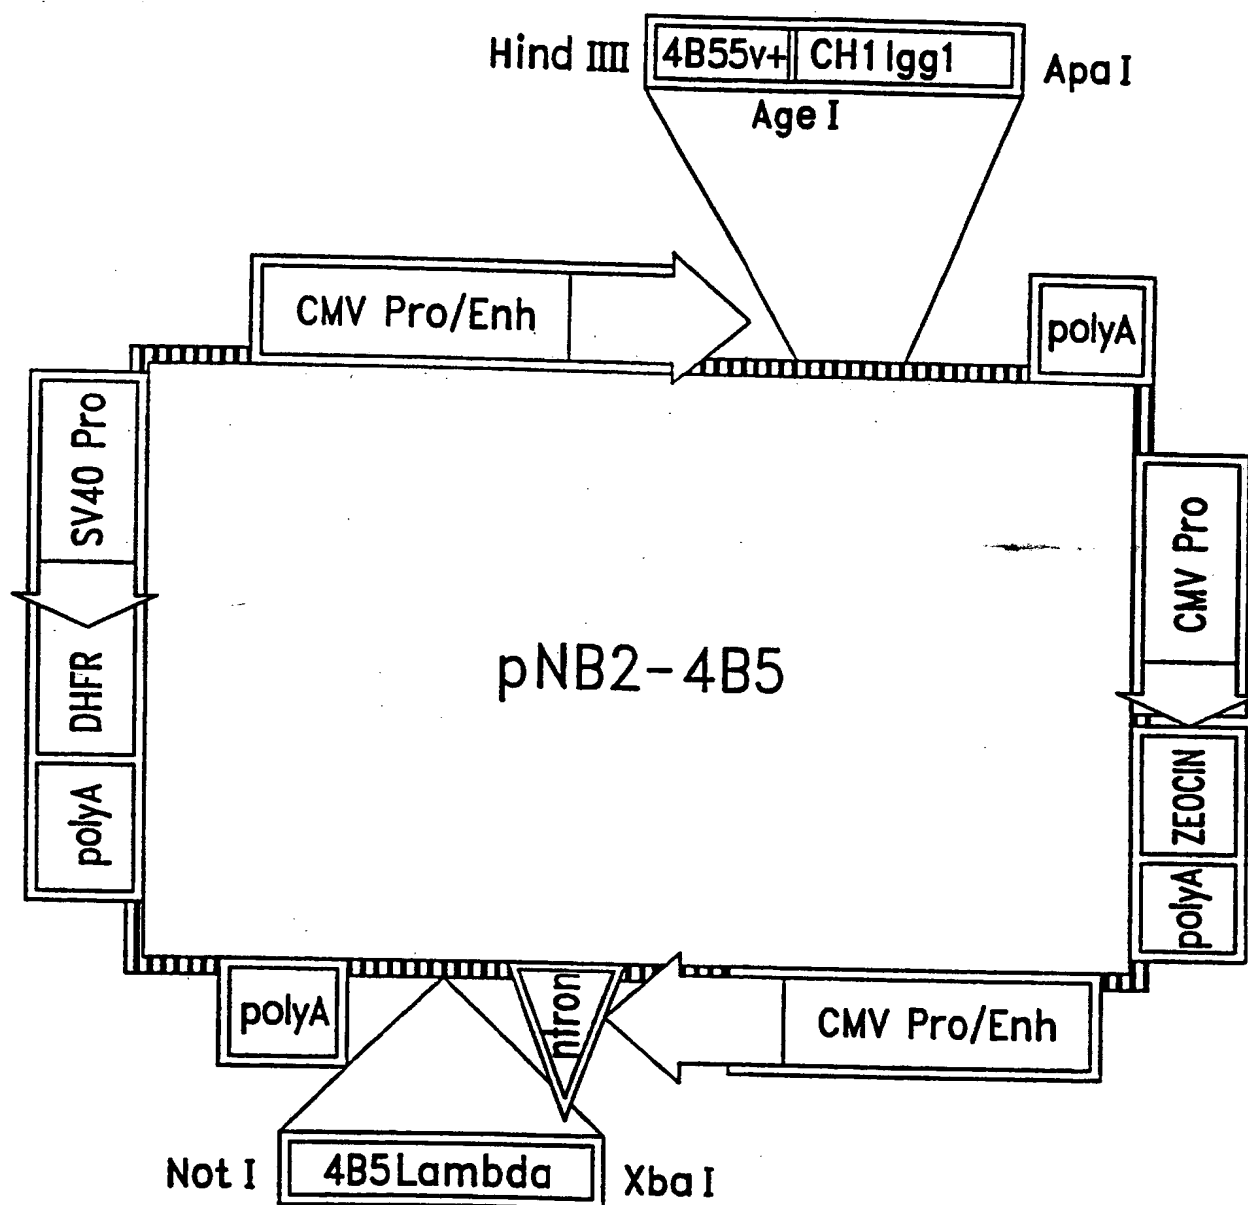 Hind IIII
4B55v+
CH1 Igg1
Apa I
Age I
CMV Pro/Enh
polyA
SV40 Pro
DHFR
polyA
CMV Pro
ZEOCIN
polyA
pNB2-4B5
polyA
ntron
CMV Pro/Enh
Not I
4B5Lambda
Xba I